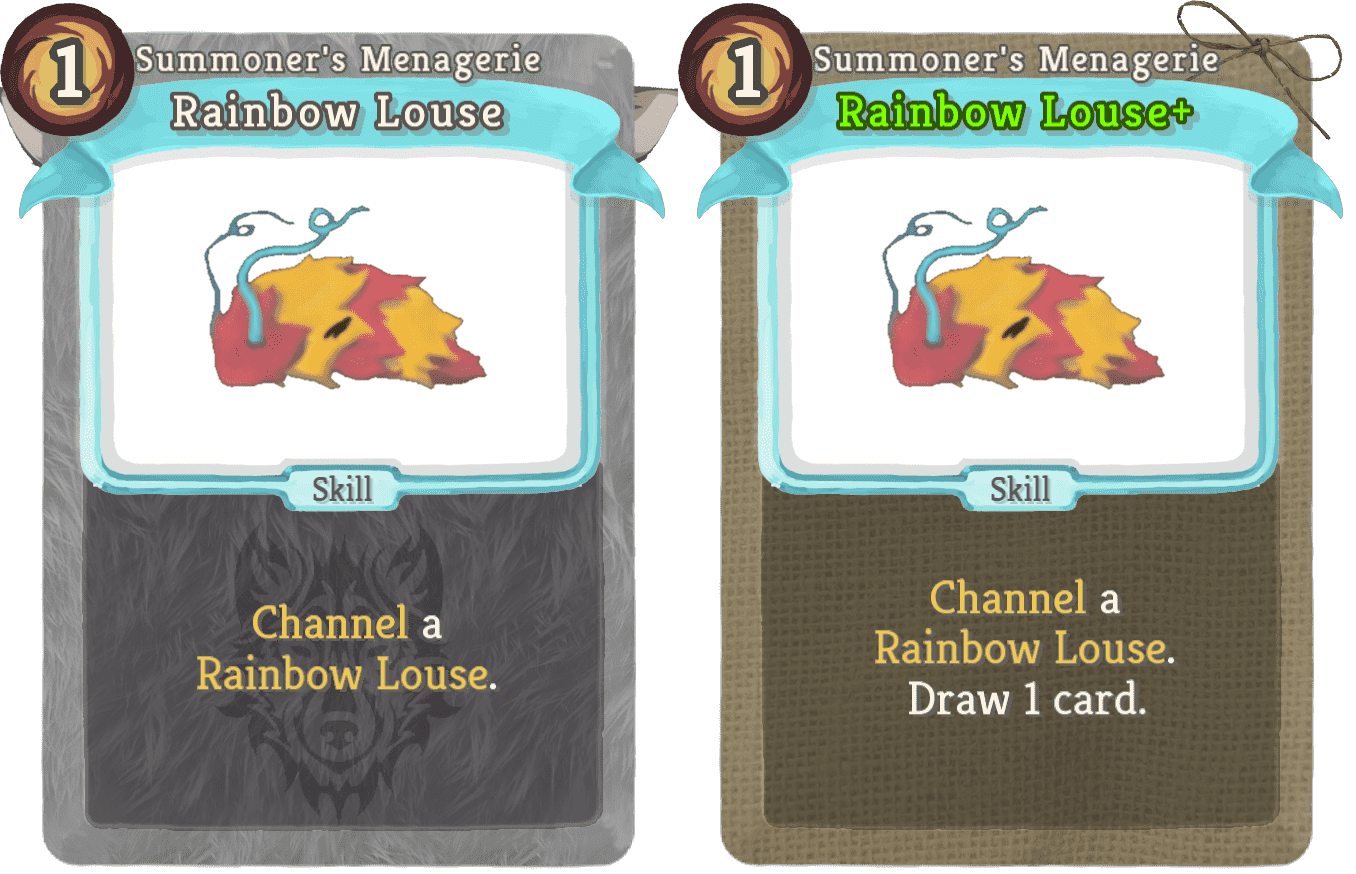 1
Summoner's Menagerie
Rainbow Louse
Skill
Channel a
Rainbow Louse.
1
Summoner's Menagerie
Rainbow Louse+
Skill
Channel a
Rainbow Louse.
Draw 1 card.